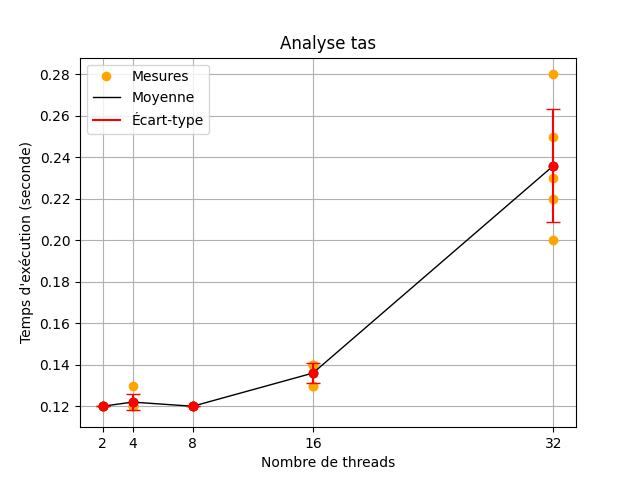 Analyse tas
Mesures
Moyenne
Écart-type
0.28
0.26
0.24
0.22
0.20
0.18
0.16
0.14
0.12
Temps d'exécution (seconde)
2 4 8 16 32
Nombre de threads